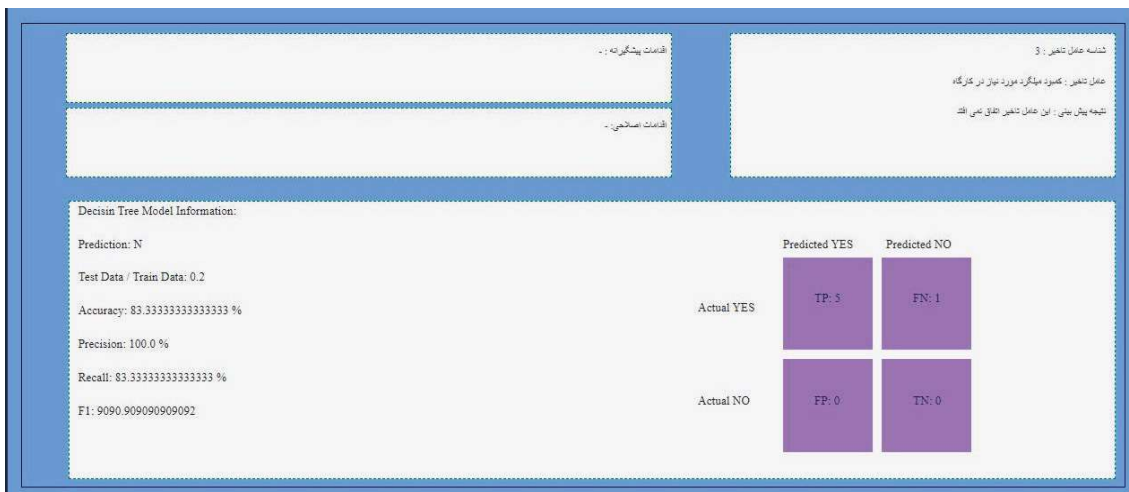 شناسه عامل تاخیر : 3
عامل تاخیر : کمبود میلگرد مورد نیاز در کارگاه
نتیجه پیش بینی : این عامل تاخیر اتفاق نمی افتد
اقدامات پیشگیرانه : -
اقدامات اصلاحی: -
Decisin Tree Model Information:
Prediction: N
Test Data / Train Data: 0.2
Accuracy: 83.33333333333333 %
Precision: 100.0 %
Recall: 83.33333333333333 %
F1: 9090.909090909092
Predicted YES Predicted NO
Actual YES TP: 5 FN: 1
Actual NO FP: 0 TN: 0